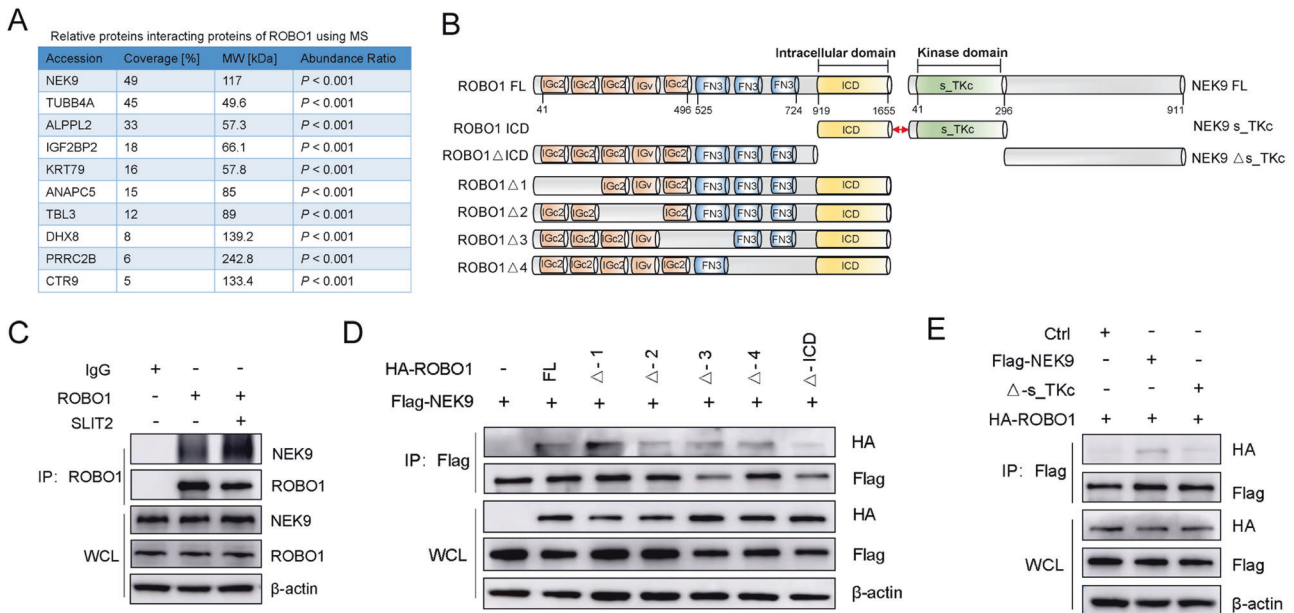 A
Relative proteins interacting proteins of ROBO1 using MS
Accession Coverage [%] MW [kDa] Abundance Ratio
NEK9 49 117 P < 0.001
TUBB4A 45 49.6 P < 0.001
ALPPL2 33 57.3 P < 0.001
IGF2BP2 18 66.1 P < 0.001
KRT79 16 57.8 P < 0.001
ANAPC5 15 85 P < 0.001
TBL3 12 89 P < 0.001
DHX8 8 139.2 P < 0.001
PRRC2B 6 242.8 P < 0.001
CTR9 5 133.4 P < 0.001
B
Intracellular domain Kinase domain
ROBO1 FL IGc2 IGc2 IGc2 IGv IGc2 FN3 FN3 FN3 ICD s_TKc NEK9 FL
41 496 525 724 919 1655 41 296 911
ROBO1 ICD ICD s_TKc NEK9 s_TKc
ROBO1△ICD IGc2 IGc2 IGc2 IGv IGc2 FN3 FN3 FN3 NEK9 △s_TKc
ROBO1△1 IGc2 IGv IGc2 FN3 FN3 FN3 ICD
ROBO1△2 IGc2 IGc2 IGc2 FN3 FN3 FN3 ICD
ROBO1△3 IGc2 IGc2 IGc2 IGv FN3 FN3 ICD
ROBO1△4 IGc2 IGc2 IGc2 IGv IGc2 FN3 ICD
C
IgG + - -
ROBO1 - + +
SLIT2 - - +
IP: ROBO1
NEK9
ROBO1
WCL
NEK9
ROBO1
β-actin
D
HA-ROBO1 - FL △-1 △-2 △-3 △-4 △-ICD
Flag-NEK9 + + + + + + +
IP: Flag
HA
Flag
WCL
HA
Flag
β-actin
E
Ctrl + - -
Flag-NEK9 - + -
△-s_TKc - - +
HA-ROBO1 + + +
IP: Flag
HA
Flag
WCL
HA
Flag
β-actin